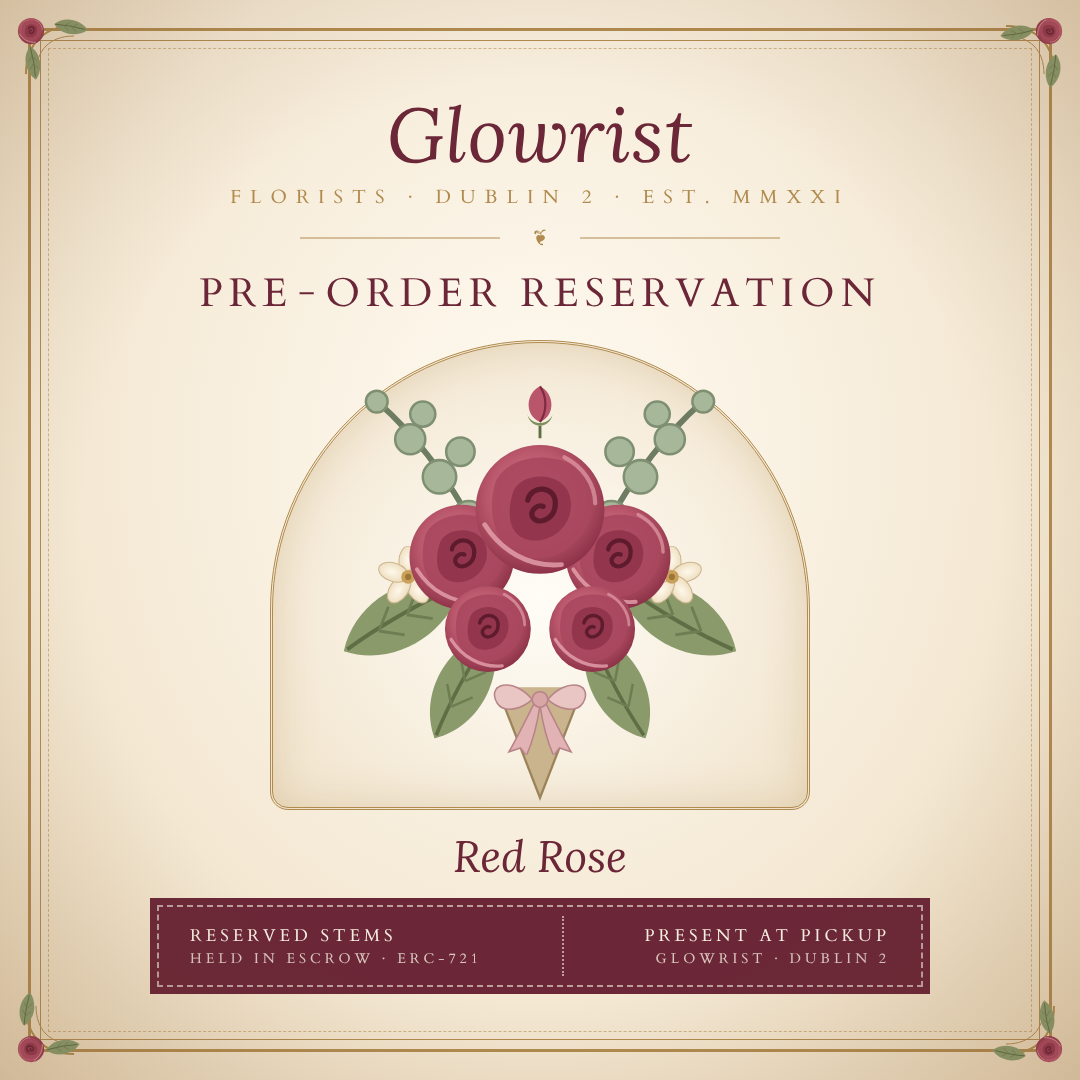 Glowrist
FLORISTS · DUBLIN 2 · EST. MMXXI
PRE-ORDER RESERVATION
Red Rose
RESERVED STEMS
HELD IN ESCROW · ERC-721
PRESENT AT PICKUP
GLOWRIST · DUBLIN 2